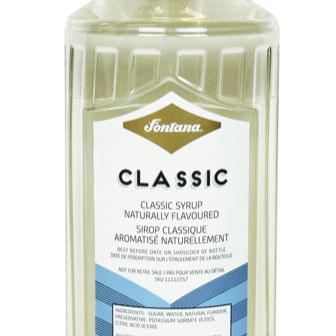 Fontana.
CLASSIC
CLASSIC SYRUP
NATURALLY FLAVOURED
SIROP CLASSIQUE
AROMATISÉ NATURELLEMENT
BEST BEFORE DATE ON SHOULDER OF BOTTLE
DATE DE PÉREMPTION SUR L'ÉPAULEMENT DE LA BOUTEILLE
NOT FOR RETAIL SALE / PAS POUR VENTE AU DÉTAIL
SKU 11112257
INGREDIENTS: SUGAR, WATER, NATURAL FLAVOUR,
PRESERVATIVE: POTASSIUM SORBATE (E202),
CITRIC ACID (E330)